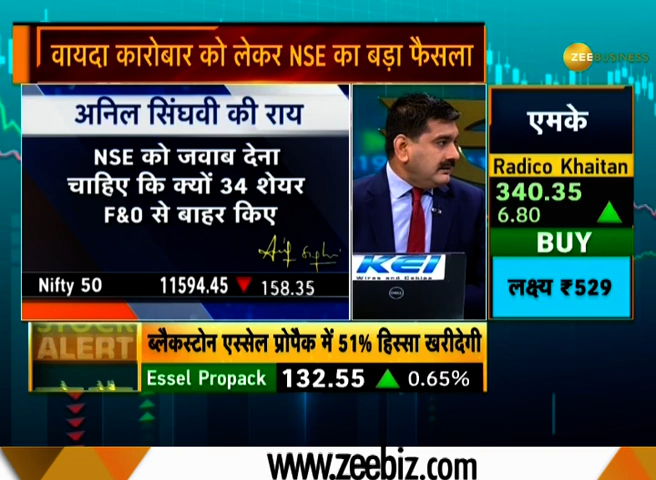 वायदा कारोबार को लेकर NSE का बड़ा फैसला
ZEEBUSINESS
अनिल सिंघवी की राय
NSE को जवाब देना
चाहिए कि क्यों 34 शेयर
F&O से बाहर किए
Nifty 50 11594.45 158.35
KEI
Wires and Cables
DELL
एमके
Radico Khaitan
340.35
6.80
BUY
लक्ष्य ₹529
STOCK
ALERT
ब्लैकस्टोन एस्सेल प्रोपैक में 51% हिस्सा खरीदेगी
Essel Propack 132.55 0.65%
www.zeebiz.com